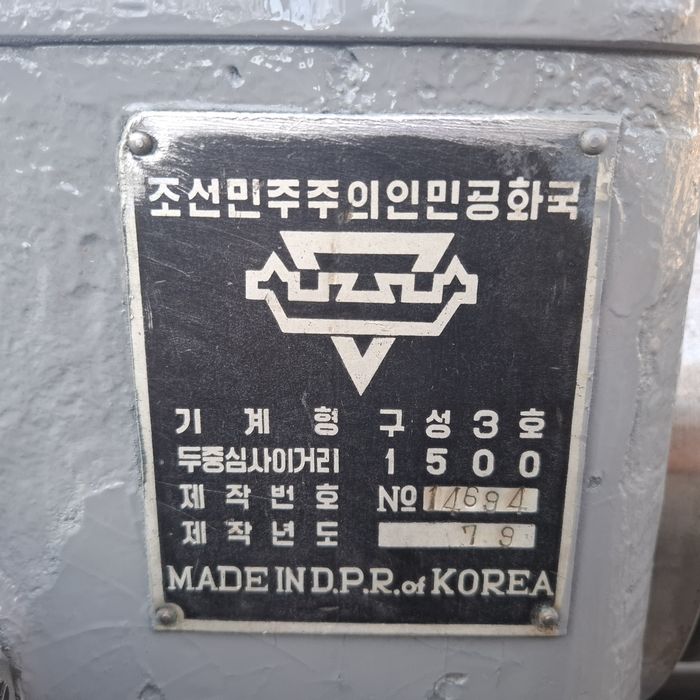 조선민주주의인민공화국
기계형 구성3호
두중심사이거리 1500
제작번호 №14694
제작년도 79
MADE IN D.P.R. of KOREA